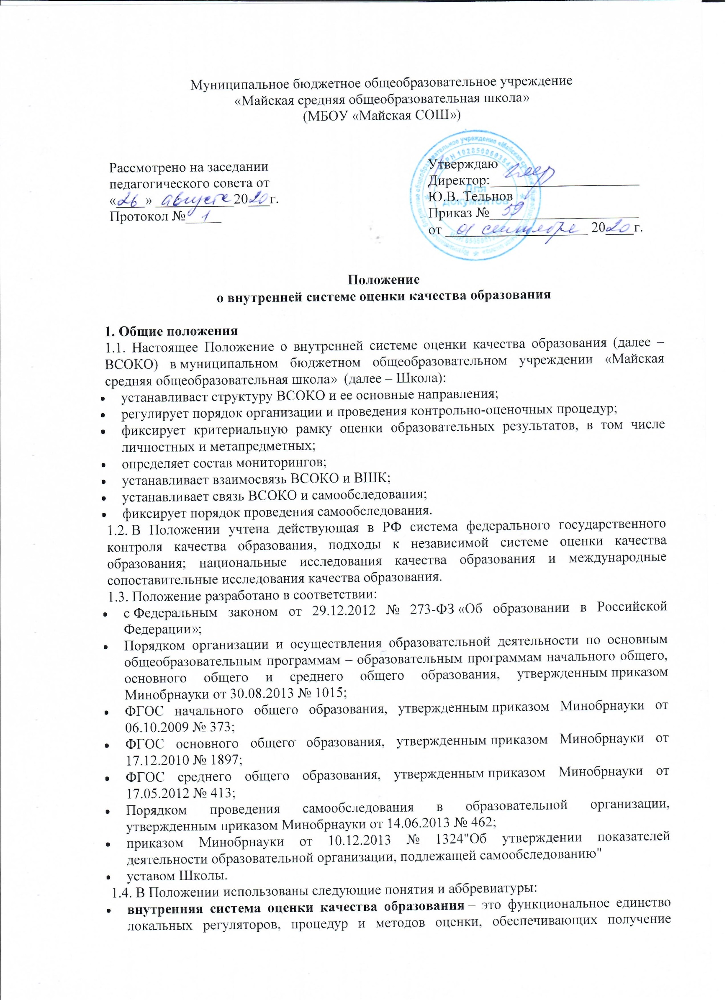 Муниципальное бюджетное общеобразовательное учреждение
«Майская средняя общеобразовательная школа»
(МБОУ «Майская СОШ»)
Рассмотрено на заседании
педагогического совета от
«26» августа 2020г.
Протокол № 1
Утверждаю
Директор:
Ю.В. Тельнов
Приказ № 59
от 01 сентября 2020г.
Для
документов
Положение
о внутренней системе оценки качества образования
1. Общие положения
1.1. Настоящее Положение о внутренней системе оценки качества образования (далее –
ВСОКО) в муниципальном бюджетном общеобразовательном учреждении «Майская
средняя общеобразовательная школа» (далее – Школа):
• устанавливает структуру ВСОКО и ее основные направления;
• регулирует порядок организации и проведения контрольно-оценочных процедур;
• фиксирует критериальную рамку оценки образовательных результатов, в том числе
личностных и метапредметных;
• определяет состав мониторингов;
• устанавливает взаимосвязь ВСОКО и ВШК;
• устанавливает связь ВСОКО и самообследования;
• фиксирует порядок проведения самообследования.
1.2. В Положении учтена действующая в РФ система федерального государственного
контроля качества образования, подходы к независимой системе оценки качества
образования; национальные исследования качества образования и международные
сопоставительные исследования качества образования.
1.3. Положение разработано в соответствии:
• с Федеральным законом от 29.12.2012 № 273-ФЗ «Об образовании в Российской
Федерации»;
• Порядком организации и осуществления образовательной деятельности по основным
общеобразовательным программам – образовательным программам начального общего,
основного общего и среднего общего образования, утвержденным приказом
Минобрнауки от 30.08.2013 № 1015;
• ФГОС начального общего образования, утвержденным приказом Минобрнауки от
06.10.2009 № 373;
• ФГОС основного общего образования, утвержденным приказом Минобрнауки от
17.12.2010 № 1897;
• ФГОС среднего общего образования, утвержденным приказом Минобрнауки от
17.05.2012 № 413;
• Порядком проведения самообследования в образовательной организации,
утвержденным приказом Минобрнауки от 14.06.2013 № 462;
• приказом Минобрнауки от 10.12.2013 № 1324"Об утверждении показателей
деятельности образовательной организации, подлежащей самообследованию"
• уставом Школы.
1.4. В Положении использованы следующие понятия и аббревиатуры:
• внутренняя система оценки качества образования – это функциональное единство
локальных регуляторов, процедур и методов оценки, обеспечивающих получение